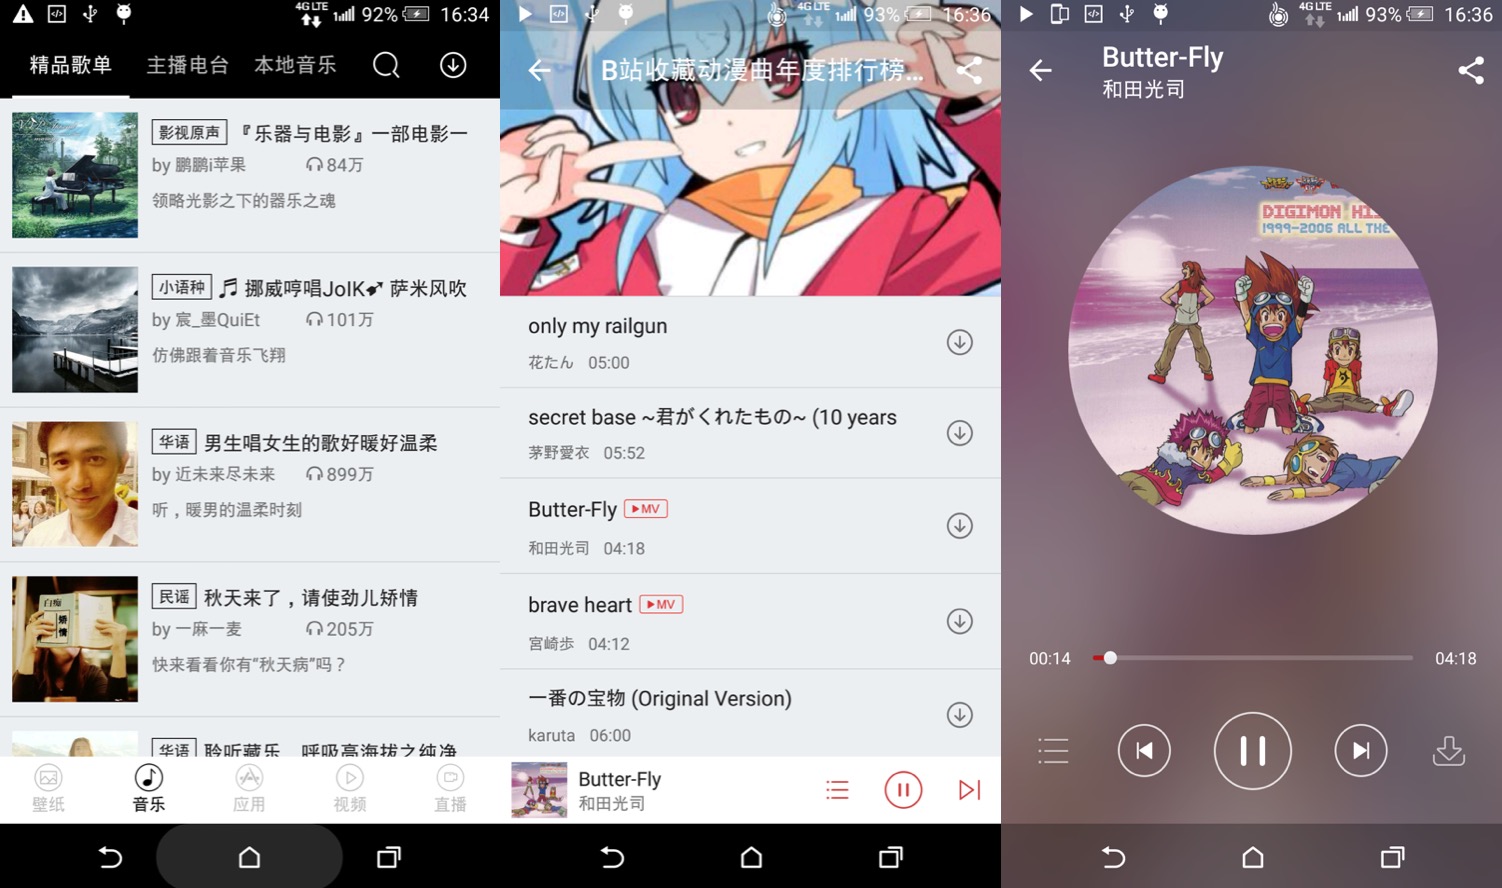 4G LTE 92% 16:34
精品歌单 主播电台 本地音乐
影视原声 『乐器与电影』一部电影一
by 鹏鹏i苹果 84万
领略光影之下的器乐之魂
小语种 挪威哼唱JoIK 萨米风吹
by 宸_墨QuiEt 101万
仿佛跟着音乐飞翔
华语 男生唱女生的歌好暖好温柔
by 近未来尽未来 899万
听，暖男的温柔时刻
白痴
矫情
民谣 秋天来了，请使劲儿矫情
by 一麻一麦 205万
快来看看你有“秋天病”吗？
华语 聆听藏乐，呼吸高海拔之纯净
壁纸 音乐 应用 视频 直播
4G LTE 93% 16:36
B站收藏动漫曲年度排行榜...
only my railgun
花たん 05:00
secret base ~君がくれたもの~ (10 years
茅野愛衣 05:52
Butter-Fly MV
和田光司 04:18
brave heart MV
宮崎歩 04:12
一番の宝物 (Original Version)
karuta 06:00
Butter-Fly
和田光司
4G LTE 93% 16:36
Butter-Fly
和田光司
DIGIMON HI
1999-2006 ALL THE
00:14 04:18